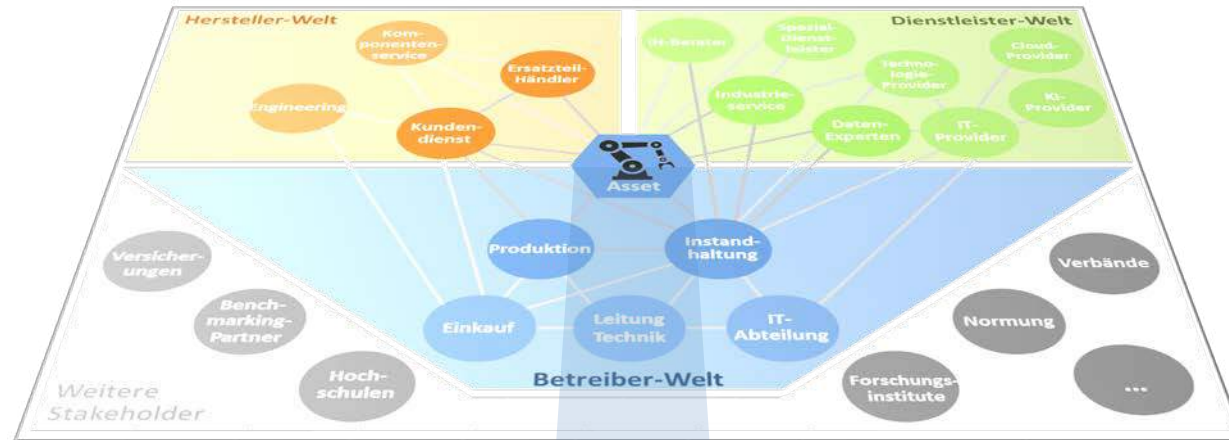 Hersteller-Welt
Kom-
ponenten-
service
Ersatzteil-
Händler
Engineering
Kunden-
dienst
Dienstleister-Welt
IH-Berater
Spezial-
Dienst-
leister
Cloud-
Provider
Techno-
logie-
Provider
Industrie-
service
KI-
Provider
Daten-
Experten
IT-
Provider
Asset
Produktion
Instand-
haltung
Einkauf
Leitung
Technik
IT-
Abteilung
Betreiber-Welt
Versicher-
ungen
Bench-
marking-
Partner
Hoch-
schulen
Weitere
Stakeholder
Verbände
Normung
Forschungs-
institute
...